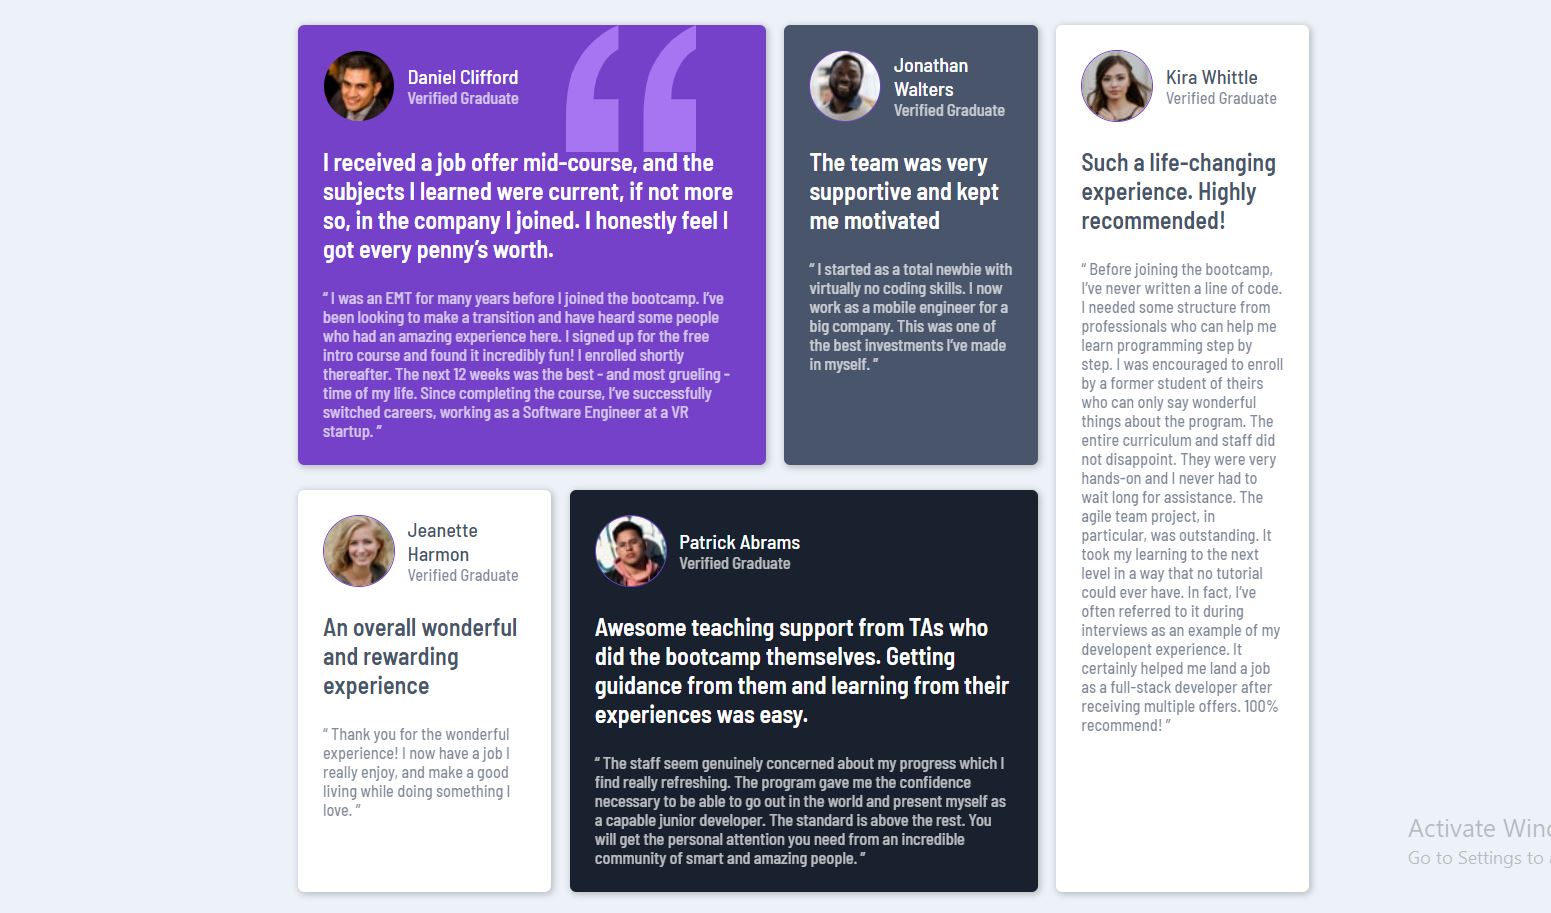 Daniel Clifford
Verified Graduate
I received a job offer mid-course, and the
subjects I learned were current, if not more
so, in the company I joined. I honestly feel I
got every penny’s worth.
“ I was an EMT for many years before I joined the bootcamp. I’ve
been looking to make a transition and have heard some people
who had an amazing experience here. I signed up for the free
intro course and found it incredibly fun! I enrolled shortly
thereafter. The next 12 weeks was the best - and most grueling -
time of my life. Since completing the course, I’ve successfully
switched careers, working as a Software Engineer at a VR
startup. ”
Jonathan
Walters
Verified Graduate
The team was very
supportive and kept
me motivated
“ I started as a total newbie with
virtually no coding skills. I now
work as a mobile engineer for a
big company. This was one of
the best investments I’ve made
in myself. ”
Kira Whittle
Verified Graduate
Such a life-changing
experience. Highly
recommended!
“ Before joining the bootcamp,
I’ve never written a line of code.
I needed some structure from
professionals who can help me
learn programming step by
step. I was encouraged to enroll
by a former student of theirs
who can only say wonderful
things about the program. The
entire curriculum and staff did
not disappoint. They were very
hands-on and I never had to
wait long for assistance. The
agile team project, in
particular, was outstanding. It
took my learning to the next
level in a way that no tutorial
could ever have. In fact, I’ve
often referred to it during
interviews as an example of my
developent experience. It
certainly helped me land a job
as a full-stack developer after
receiving multiple offers. 100%
recommend! ”
Jeanette
Harmon
Verified Graduate
An overall wonderful
and rewarding
experience
“ Thank you for the wonderful
experience! I now have a job I
really enjoy, and make a good
living while doing something I
love. ”
Patrick Abrams
Verified Graduate
Awesome teaching support from TAs who
did the bootcamp themselves. Getting
guidance from them and learning from their
experiences was easy.
“ The staff seem genuinely concerned about my progress which I
find really refreshing. The program gave me the confidence
necessary to be able to go out in the world and present myself as
a capable junior developer. The standard is above the rest. You
will get the personal attention you need from an incredible
community of smart and amazing people. ”
Activate Win
Go to Settings to